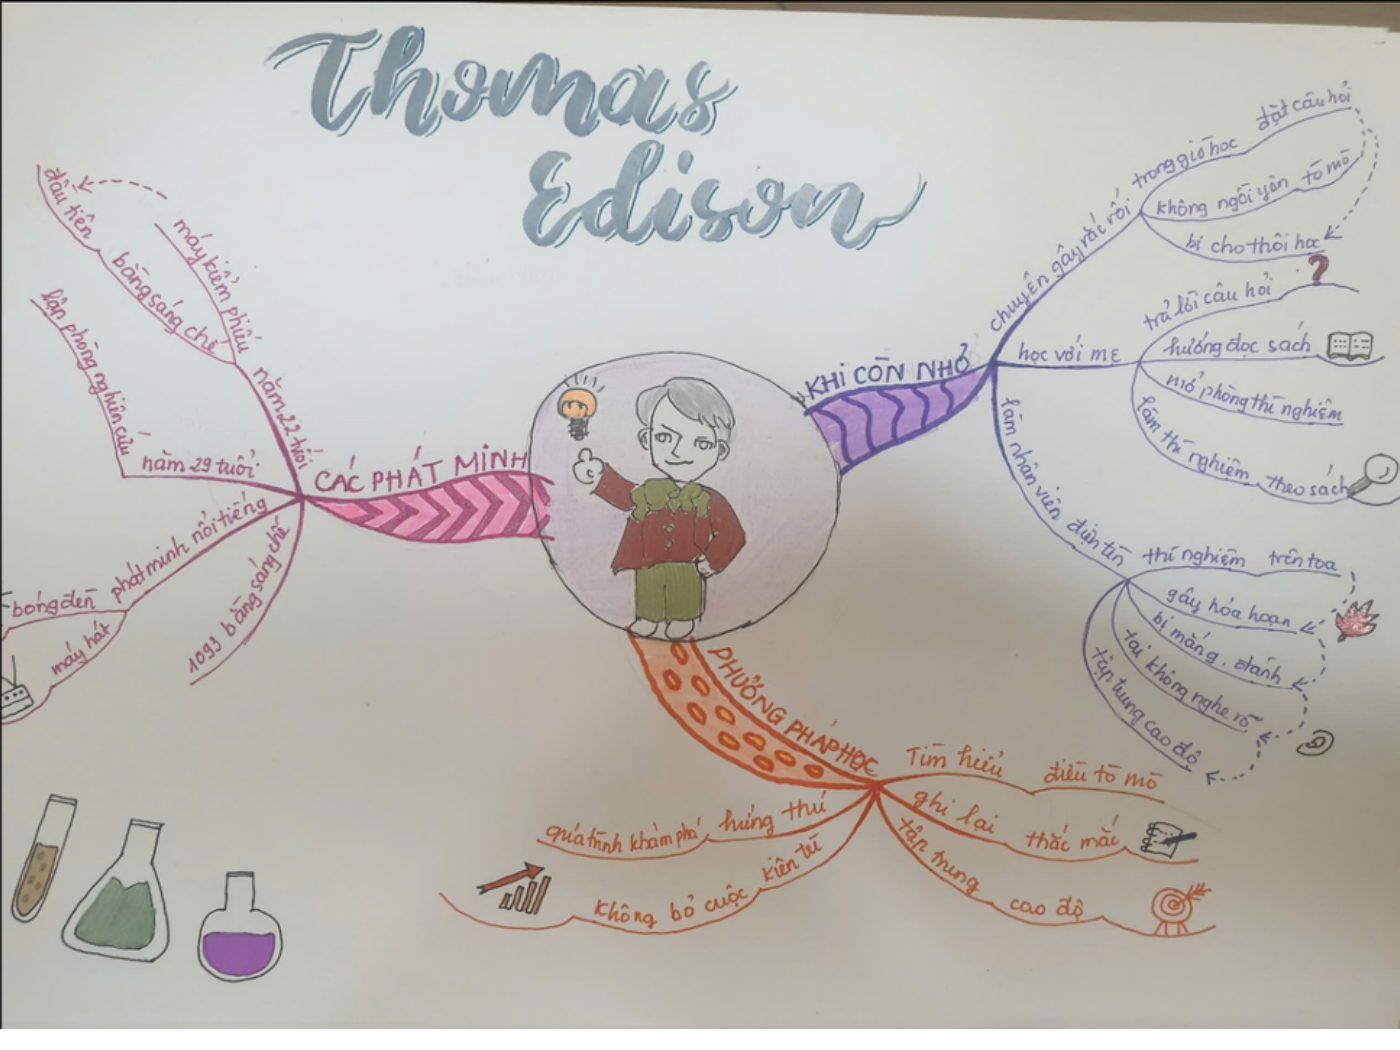 Thomas
Edison
KHI CÒN NHỎ
chuyên gây rắc rối
trong giờ học
đặt câu hỏi
không ngồi yên
tò mò
bị cho thôi học
học với mẹ
trả lời câu hỏi
?
hướng đọc sách
mở phòng thí nghiệm
làm thí nghiệm
theo sách
làm nhân viên
điện tín
thí nghiệm
trên toa
gây hỏa hoạn
bị mắng, đánh
tai không nghe rõ
tập trung cao độ
PHƯƠNG PHÁP HỌC
Tìm hiểu
điều tò mò
ghi lại
thắc mắc
tập trung
cao độ
kiên trì
không bỏ cuộc
hứng thú
quá trình khám phá
CÁC PHÁT MINH
năm 22 tuổi
máy kiểm phiếu
bằng sáng chế
đầu tiên
năm 29 tuổi
lập phòng nghiên cứu
phát minh nổi tiếng
bóng đèn
máy hát
1093 bằng sáng chế